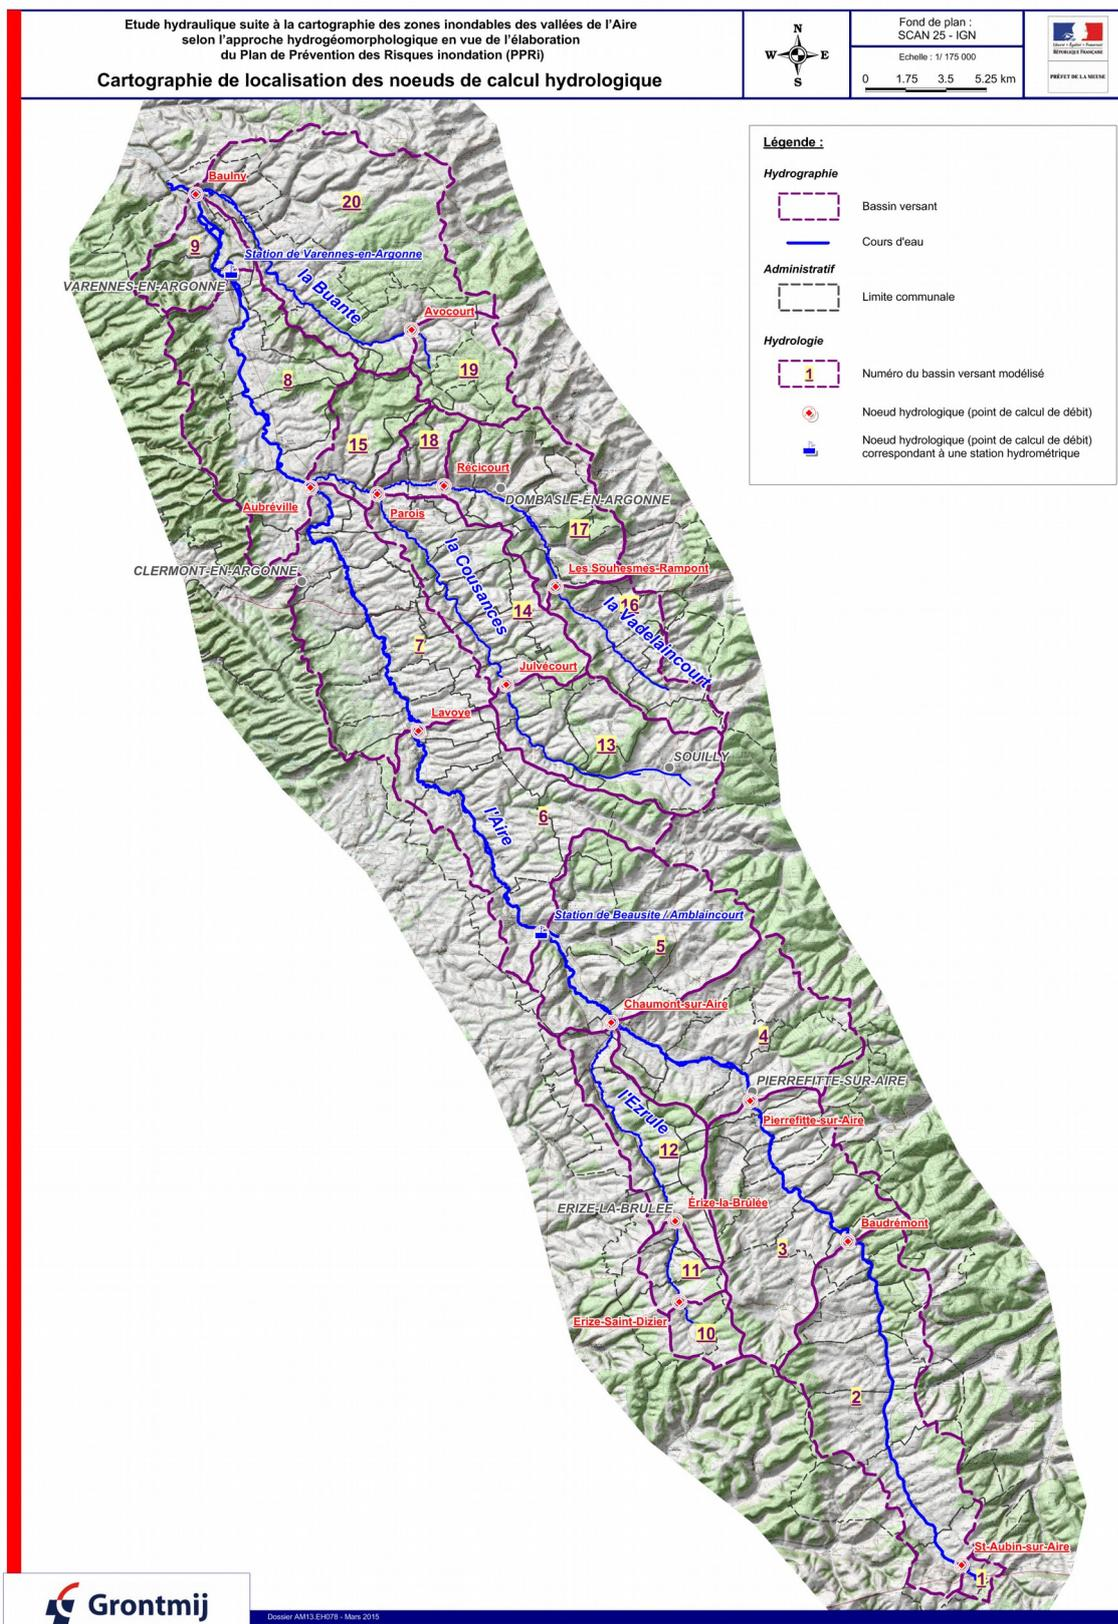 Etude hydraulique suite à la cartographie des zones inondables des vallées de l'Aire
selon l'approche hydrogéomorphologique en vue de l'élaboration
du Plan de Prévention des Risques inondation (PPRi)
Cartographie de localisation des noeuds de calcul hydrologique
N
W
E
S
Fond de plan :
SCAN 25 - IGN
Echelle : 1/ 175 000
0 1.75 3.5 5.25 km
Liberté • Égalité • Fraternité
RÉPUBLIQUE FRANÇAISE
PRÉFET DE LA MEUSE
Légende :
Hydrographie
Bassin versant
Cours d'eau
Administratif
Limite communale
Hydrologie
1
Numéro du bassin versant modélisé
Noeud hydrologique (point de calcul de débit)
Noeud hydrologique (point de calcul de débit)
correspondant à une station hydrométrique
Baulny
20
9
Station de Varennes-en-Argonne
VARENNES-EN-ARGONNE
la Buante
Avocourt
19
8
15
18
Récicourt
DOMBASLE-EN-ARGONNE
Aubréville
Parois
17
la Cousances
CLERMONT-EN-ARGONNE
Les Souhesmes-Rampont
14
16
la Vadelaincourt
7
Julvécourt
Lavoye
13
SOUILLY
6
l'Aire
Station de Beausite / Amblaincourt
5
Chaumont-sur-Aire
4
PIERREFITTE-SUR-AIRE
l'Ezrule
Pierrefitte-sur-Aire
12
Érize-la-Brûlée
ERIZE-LA-BRULEE
Baudrémont
3
11
Erize-Saint-Dizier
10
2
St-Aubin-sur-Aire
1
Grontmij
Dossier AM13.EH078 - Mars 2015